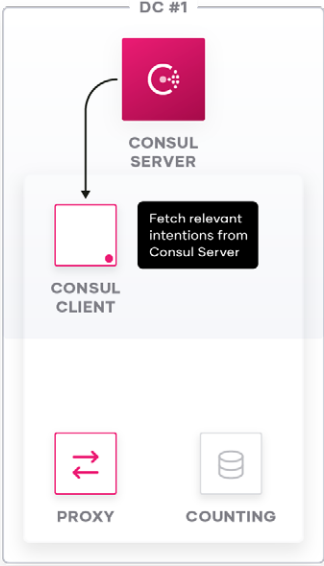 DC #1
CONSUL
SERVER
Fetch relevant
intentions from
Consul Server
CONSUL
CLIENT
PROXY
COUNTING